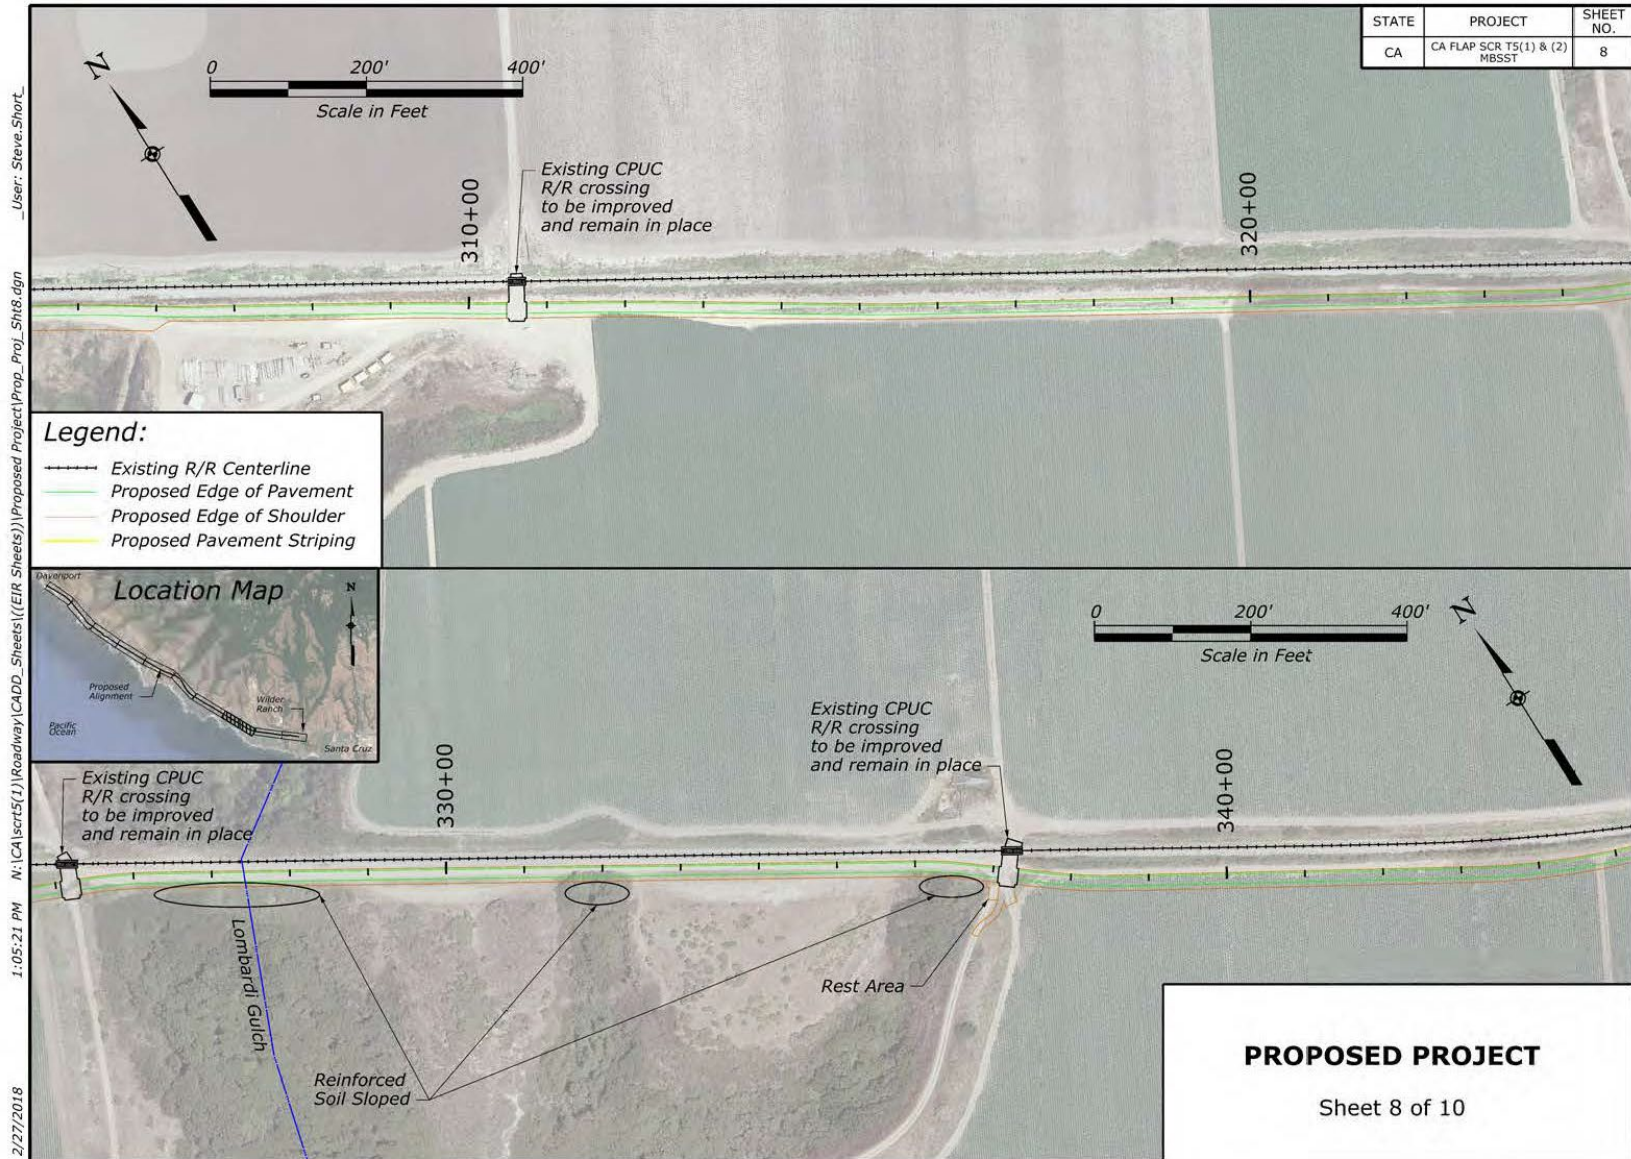 STATE PROJECT SHEET NO.
CA CA FLAP SCR T5(1) & (2) MBSST 8
_User: Steve.Short_
N:\CA\scrt5(1)\Roadway\CADD_Sheets\((EIR Sheets))\Proposed Project\Prop_Proj_Sht8.dgn
1:05:21 PM
2/27/2018
N
0 200' 400'
Scale in Feet
Existing CPUC
R/R crossing
to be improved
and remain in place
310+00
320+00
Legend:
Existing R/R Centerline
Proposed Edge of Pavement
Proposed Edge of Shoulder
Proposed Pavement Striping
Location Map
Davenport
N
Proposed
Alignment
Wilder
Ranch
Pacific
Ocean
Santa Cruz
0 200' 400'
Scale in Feet
N
Existing CPUC
R/R crossing
to be improved
and remain in place
330+00
Existing CPUC
R/R crossing
to be improved
and remain in place
340+00
Lombardi Gulch
Reinforced
Soil Sloped
Rest Area
PROPOSED PROJECT
Sheet 8 of 10